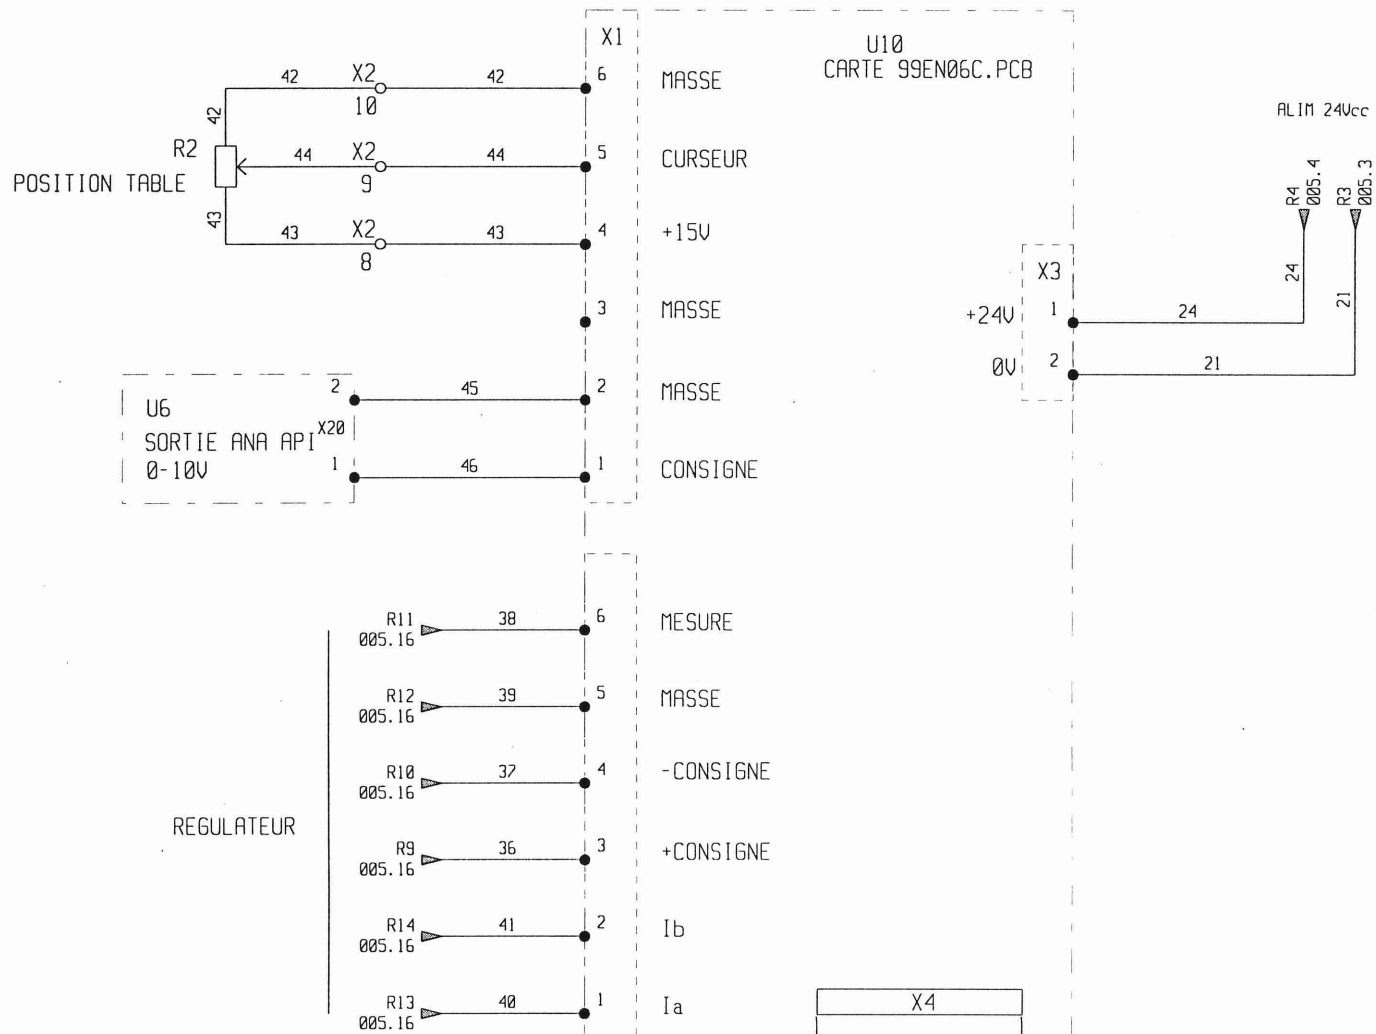 X1
U10
CARTE 99EN06C.PCB
42
X2
42
6
MASSE
10
42
ALIM 24Vcc
R2
44
X2
44
5
CURSEUR
9
POSITION TABLE
R4
005.4
R3
005.3
43
43
X2
43
4
+15V
8
X3
24
21
3
MASSE
+24V
1
24
0V
2
21
2
45
2
MASSE
U6
SORTIE ANA API
X20
0-10V
1
46
1
CONSIGNE
R11
005.16
38
6
MESURE
R12
005.16
39
5
MASSE
R10
005.16
37
4
-CONSIGNE
REGULATEUR
R9
005.16
36
3
+CONSIGNE
R14
005.16
41
2
Ib
R13
005.16
40
1
Ia
X4